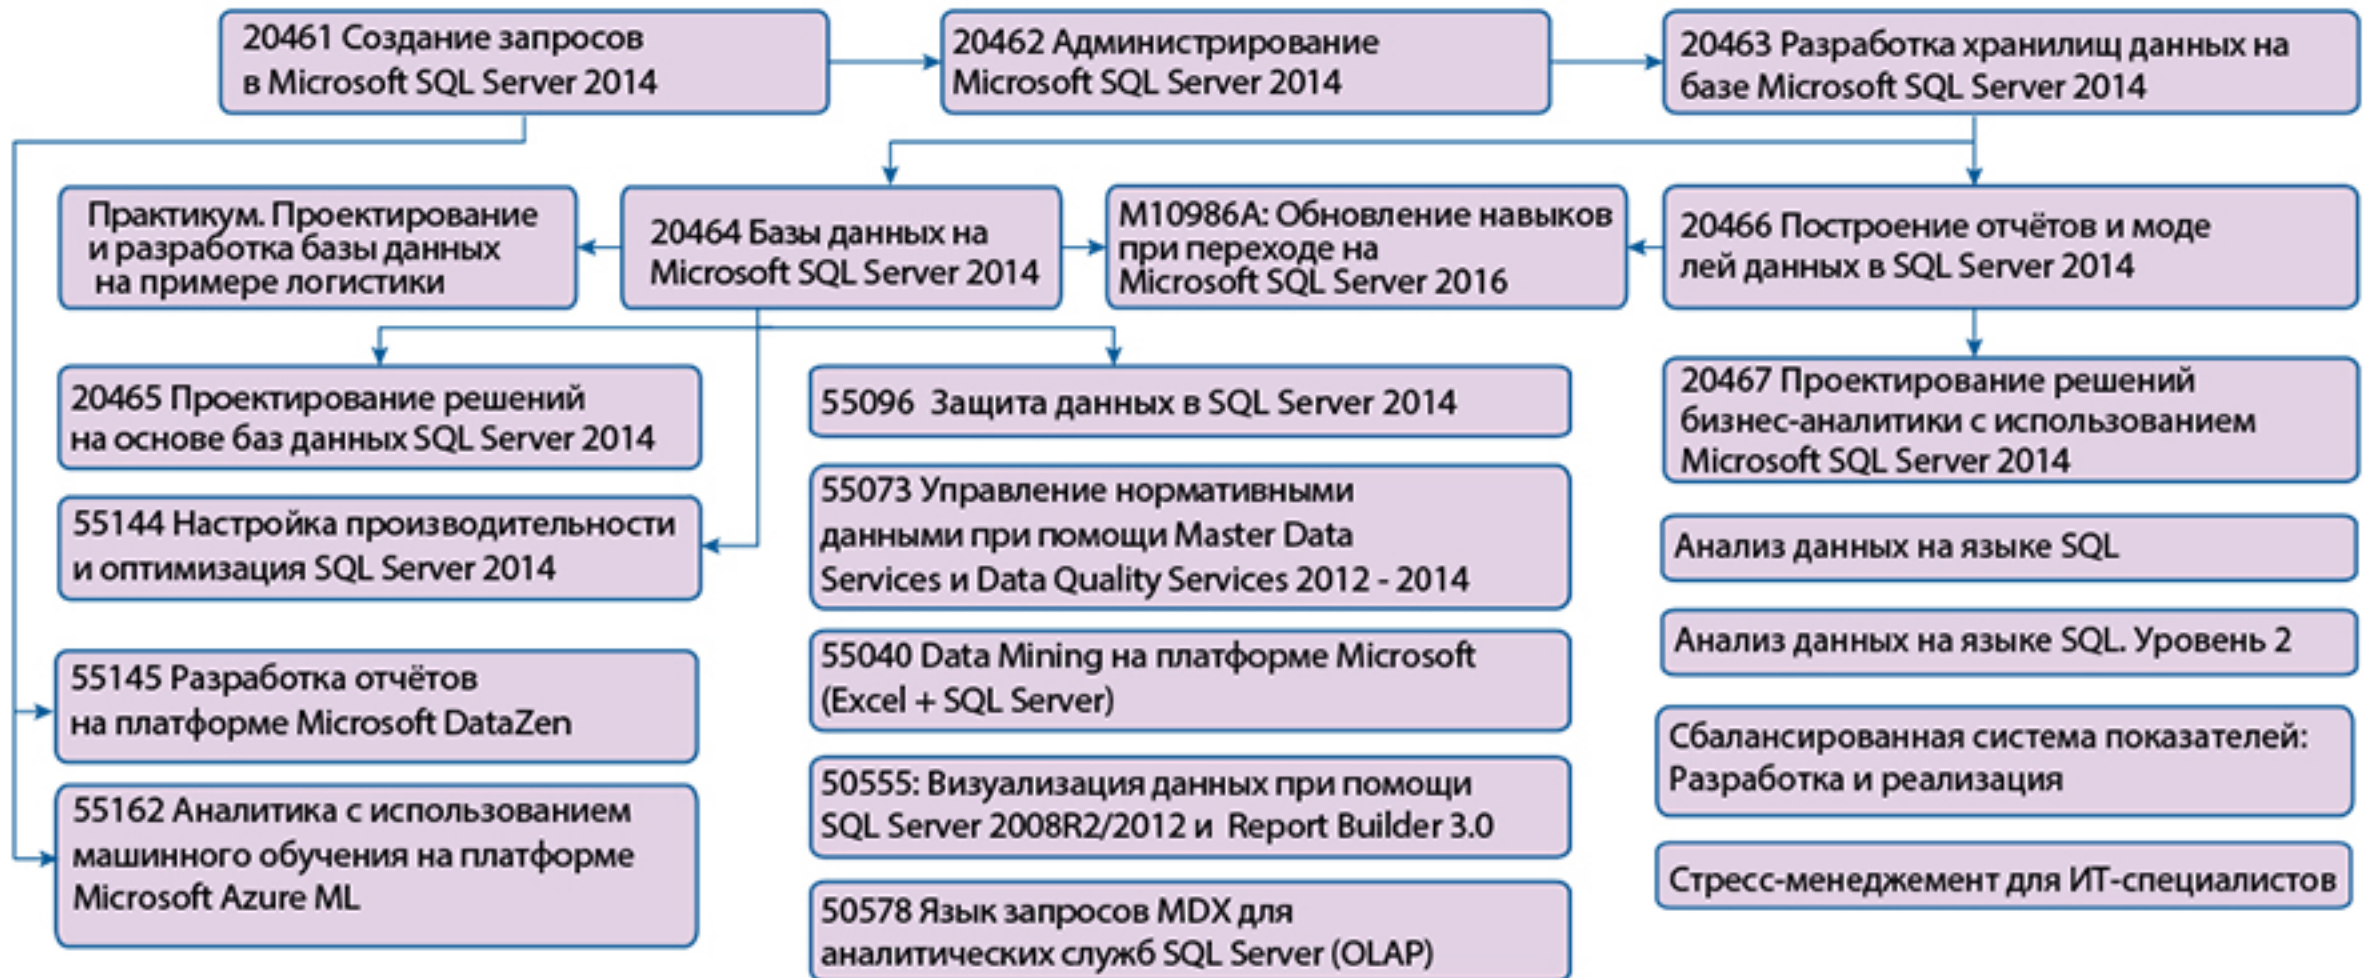 20461 Создание запросов
в Microsoft SQL Server 2014
20462 Администрирование
Microsoft SQL Server 2014
20463 Разработка хранилищ данных на
базе Microsoft SQL Server 2014
Практикум. Проектирование
и разработка базы данных
на примере логистики
20464 Базы данных на
Microsoft SQL Server 2014
M10986A: Обновление навыков
при переходе на
Microsoft SQL Server 2016
20466 Построение отчётов и моде
лей данных в SQL Server 2014
20465 Проектирование решений
на основе баз данных SQL Server 2014
55096 Защита данных в SQL Server 2014
20467 Проектирование решений
бизнес-аналитики с использованием
Microsoft SQL Server 2014
55144 Настройка производительности
и оптимизация SQL Server 2014
55073 Управление нормативными
данными при помощи Master Data
Services и Data Quality Services 2012 - 2014
Анализ данных на языке SQL
Анализ данных на языке SQL. Уровень 2
55145 Разработка отчётов
на платформе Microsoft DataZen
55040 Data Mining на платформе Microsoft
(Excel + SQL Server)
Сбалансированная система показателей:
Разработка и реализация
55162 Аналитика с использованием
машинного обучения на платформе
Microsoft Azure ML
50555: Визуализация данных при помощи
SQL Server 2008R2/2012 и Report Builder 3.0
Стресс-менеджемент для ИТ-специалистов
50578 Язык запросов MDX для
аналитических служб SQL Server (OLAP)